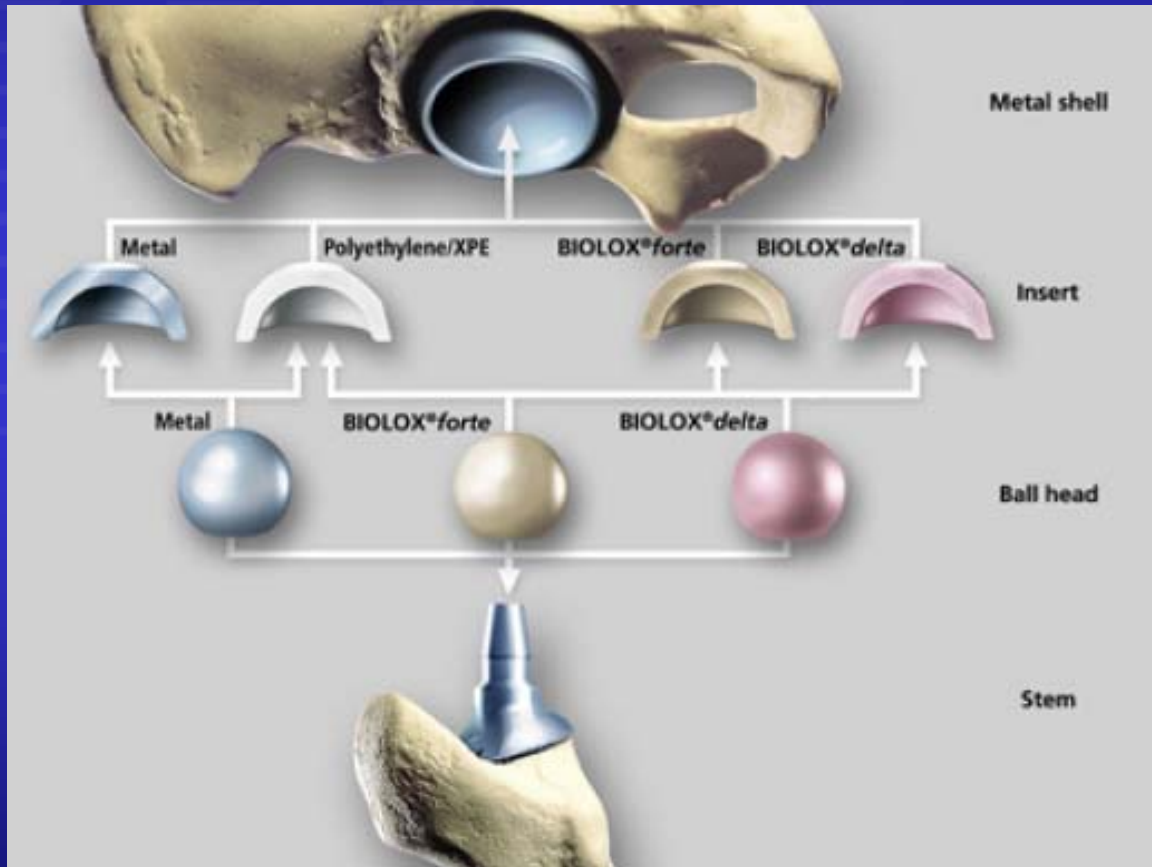 Metal shell
Metal
Polyethylene/XPE
BIOLOX®forte
BIOLOX®delta
Insert
Metal
BIOLOX®forte
BIOLOX®delta
Ball head
Stem